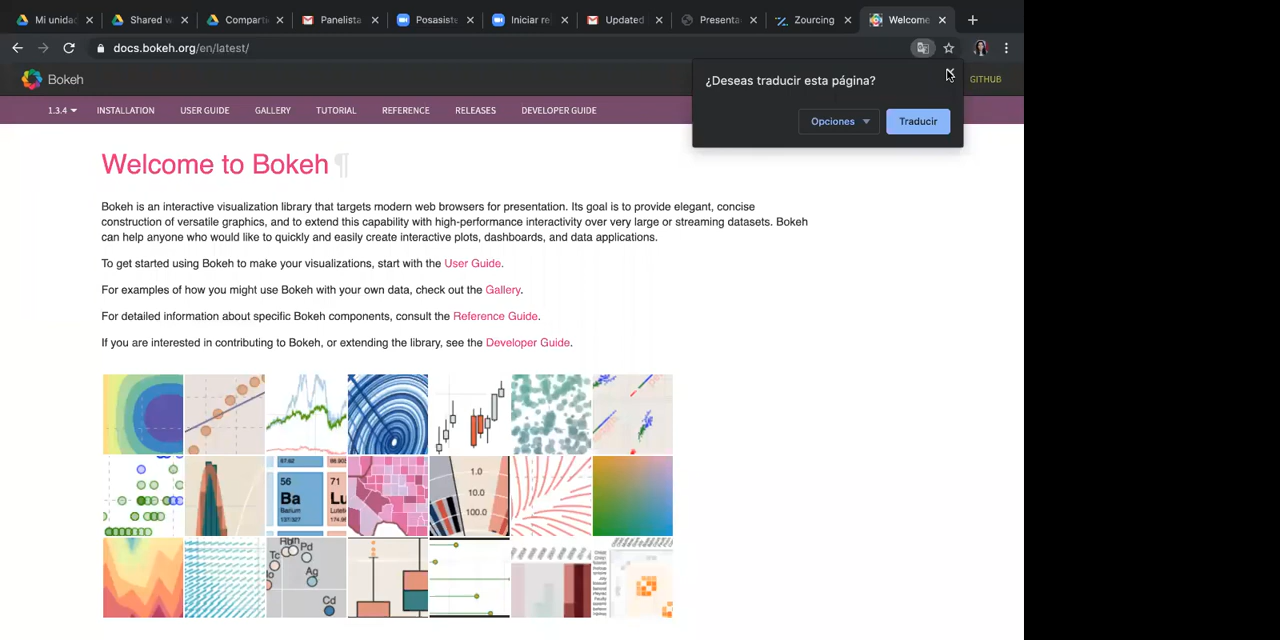 Mi unidad
Shared w
Comparti
Panelista
Posasiste
Iniciar re
Updated
Presenta
Zourcing
Welcome
docs.bokeh.org/en/latest/
Bokeh
GITHUB
¿Deseas traducir esta página?
Opciones
Traducir
1.3.4
INSTALLATION
USER GUIDE
GALLERY
TUTORIAL
REFERENCE
RELEASES
DEVELOPER GUIDE
Welcome to Bokeh ¶
Bokeh is an interactive visualization library that targets modern web browsers for presentation. Its goal is to provide elegant, concise
construction of versatile graphics, and to extend this capability with high-performance interactivity over very large or streaming datasets. Bokeh
can help anyone who would like to quickly and easily create interactive plots, dashboards, and data applications.
To get started using Bokeh to make your visualizations, start with the User Guide.
For examples of how you might use Bokeh with your own data, check out the Gallery.
For detailed information about specific Bokeh components, consult the Reference Guide.
If you are interested in contributing to Bokeh, or extending the library, see the Developer Guide.
56
Ba
Barium
71
Lu
1.0
10.0
100.0
Rh
Pd
Tc
Ag
Cd